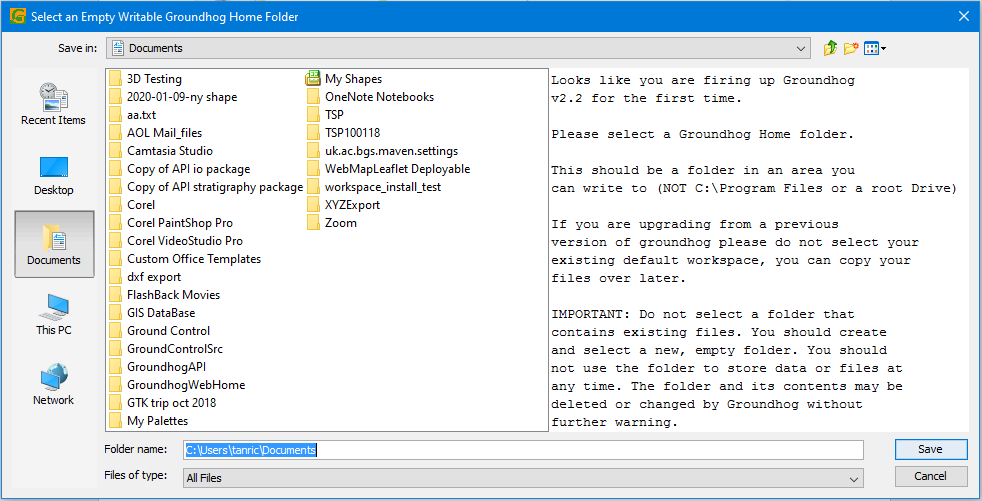 Select an Empty Writable Groundhog Home Folder
Save in:
Documents
Recent Items
Desktop
Documents
This PC
Network
3D Testing
2020-01-09-ny shape
aa.txt
AOL Mail_files
Camtasia Studio
Copy of API io package
Copy of API stratigraphy package
Corel
Corel PaintShop Pro
Corel VideoStudio Pro
Custom Office Templates
dxf export
FlashBack Movies
GIS DataBase
Ground Control
GroundControlSrc
GroundhogAPI
GroundhogWebHome
GTK trip oct 2018
My Palettes
My Shapes
OneNote Notebooks
TSP
TSP100118
uk.ac.bgs.maven.settings
WebMapLeaflet Deployable
workspace_install_test
XYZExport
Zoom
Looks like you are firing up Groundhog
v2.2 for the first time.
Please select a Groundhog Home folder.
This should be a folder in an area you
can write to (NOT C:\Program Files or a root Drive)
If you are upgrading from a previous
version of groundhog please do not select your
existing default workspace, you can copy your
files over later.
IMPORTANT: Do not select a folder that
contains existing files. You should create
and select a new, empty folder. You should
not use the folder to store data or files at
any time. The folder and its contents may be
deleted or changed by Groundhog without
further warning.
Folder name:
C:\Users\tanric\Documents
Save
Files of type:
All Files
Cancel